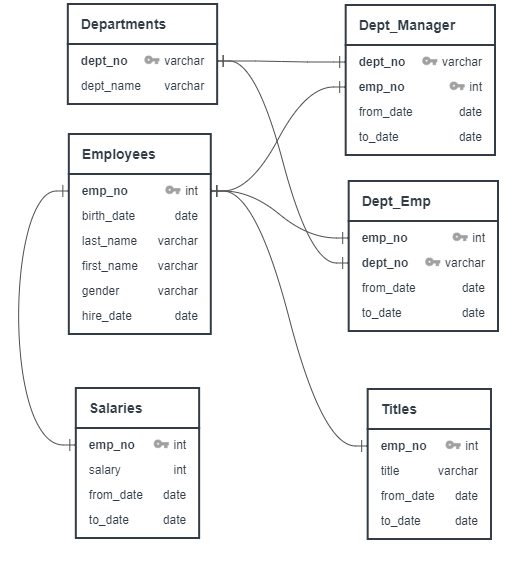 Departments
dept_no varchar
dept_name varchar
Dept_Manager
dept_no varchar
emp_no int
from_date date
to_date date
Employees
emp_no int
birth_date date
last_name varchar
first_name varchar
gender varchar
hire_date date
Dept_Emp
emp_no int
dept_no varchar
from_date date
to_date date
Salaries
emp_no int
salary int
from_date date
to_date date
Titles
emp_no int
title varchar
from_date date
to_date date